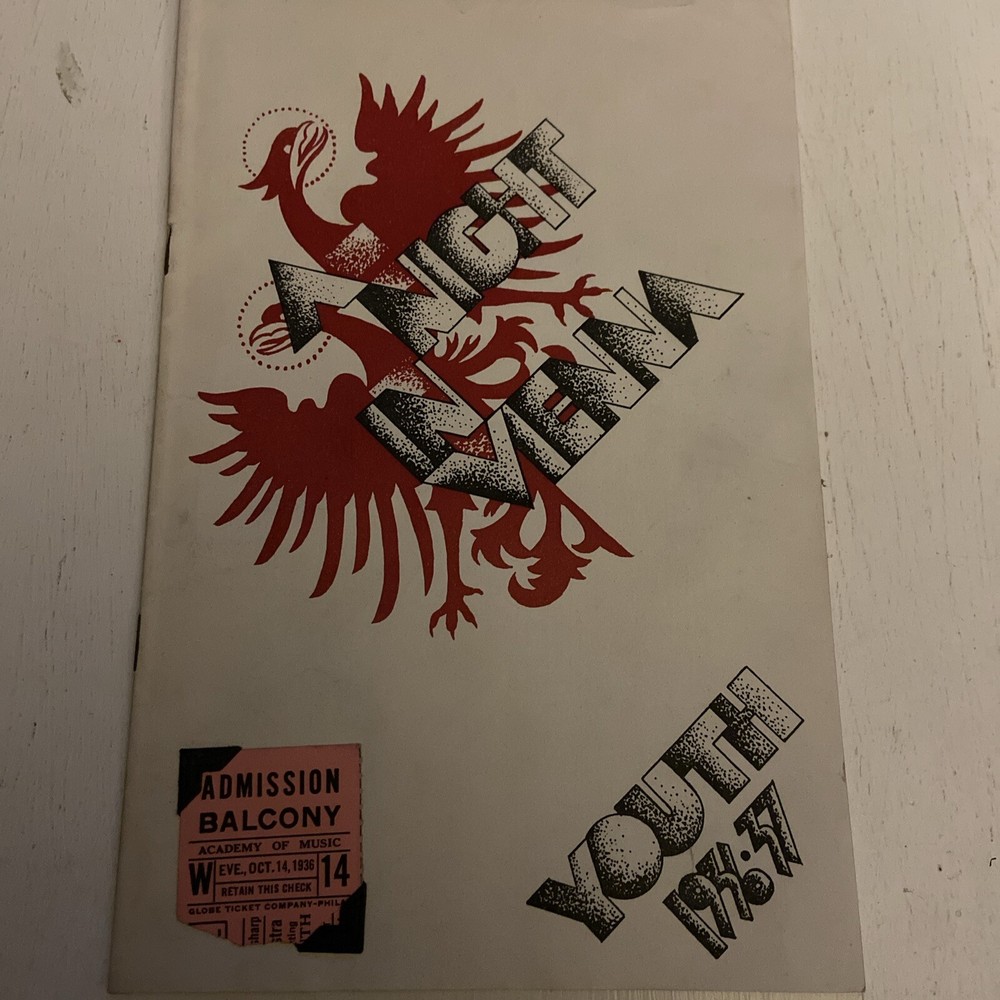 A NIGHT
IN VIENNA
YOUTH
1936:37
ADMISSION
BALCONY
ACADEMY OF MUSIC
W EVE., OCT. 14, 1936 14
RETAIN THIS CHECK
GLOBE TICKET COMPANY-PHILA